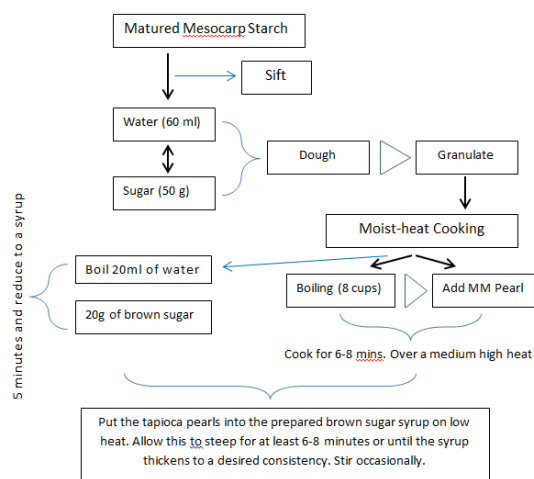 Matured Mesocarp Starch
Sift
Water (60 ml)
Sugar (50 g)
Dough
Granulate
Moist-heat Cooking
Boiling (8 cups)
Add MM Pearl
Cook for 6-8 mins. Over a medium high heat
Boil 20ml of water
20g of brown sugar
5 minutes and reduce to a syrup
Put the tapioca pearls into the prepared brown sugar syrup on low
heat. Allow this to steep for at least 6-8 minutes or until the syrup
thickens to a desired consistency. Stir occasionally.